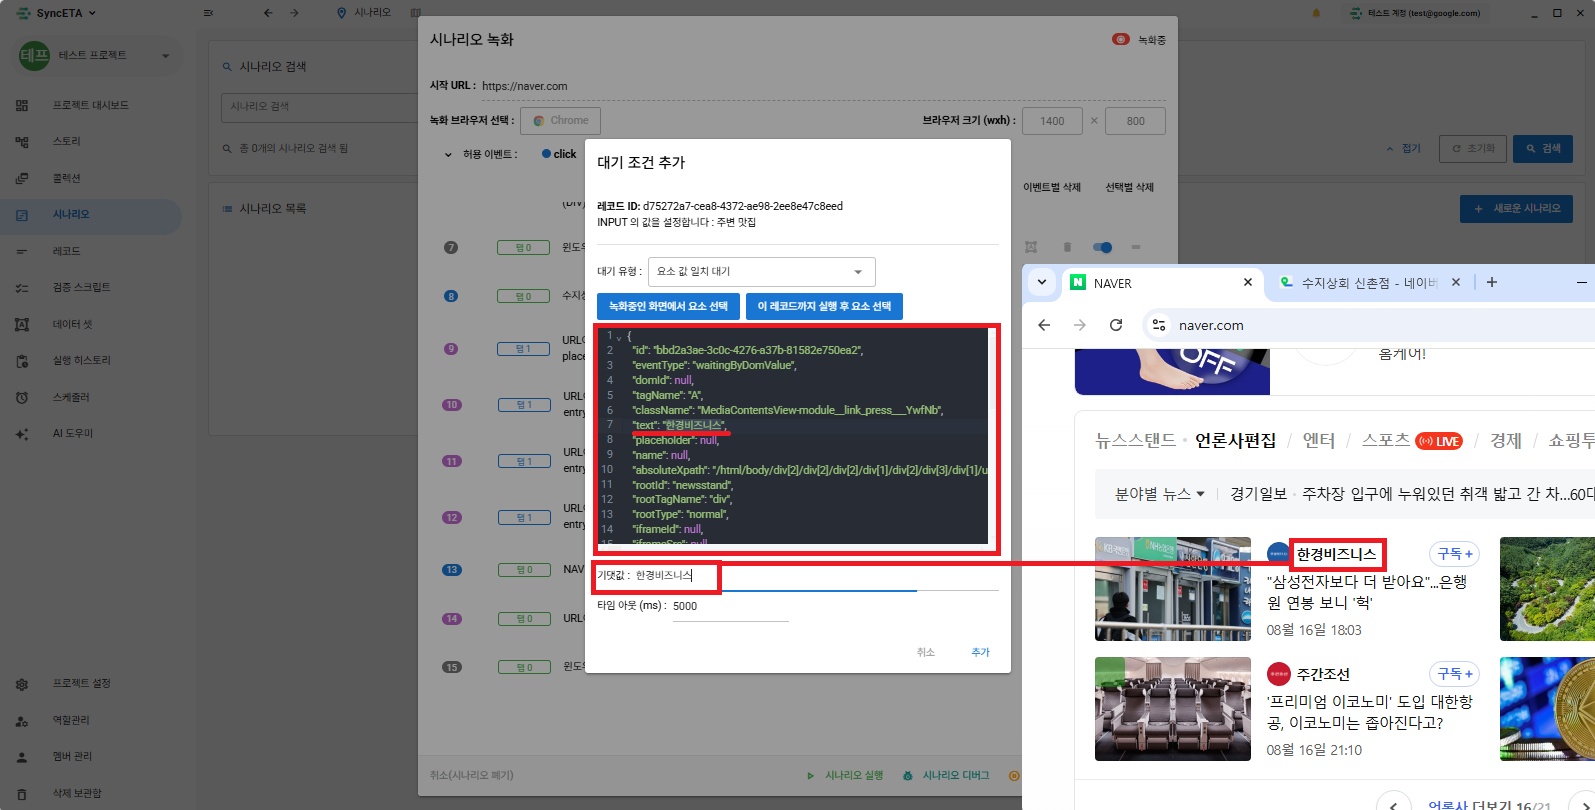 SyncETA
시나리오
테스트 계정 (test@google.com)
테프
테스트 프로젝트
프로젝트 대시보드
스토리
콜렉션
시나리오
레코드
검증 스크립트
데이터 셋
실행 히스토리
스케줄러
AI 도우미
프로젝트 설정
역할관리
멤버 관리
삭제 보관함
시나리오 검색
시나리오 검색
총 0개의 시나리오 검색 됨
접기
초기화
검색
시나리오 목록
새로운 시나리오
시나리오 녹화
녹화중
시작 URL : https://naver.com
녹화 브라우저 선택 : Chrome
브라우저 크기 (wxh) : 1400 × 800
허용 이벤트 : click
이벤트별 삭제 선택별 삭제
(DIV)
7 탭 0 윈도우
8 탭 0 수지상
9 탭 1 URL
place
10 탭 1 URL
entry
11 탭 1 URL
entry
12 탭 1 URL
entry
13 탭 0 NAV
14 탭 0 URL
15 탭 0 윈도우
취소(시나리오 폐기)
시나리오 실행
시나리오 디버그
대기 조건 추가
레코드 ID: d75272a7-cea8-4372-ae98-2ee8e47c8eed
INPUT 의 값을 설정합니다 : 주변 맛집
대기 유형 : 요소 값 일치 대기
녹화중인 화면에서 요소 선택
이 레코드까지 실행 후 요소 선택
1 {
2 "id": "bbd2a3ae-3c0c-4276-a37b-81582e750ea2",
3 "eventType": "waitingByDomValue",
4 "domId": null,
5 "tagName": "A",
6 "className": "MediaContentsView-module__link_press___YwfNb",
7 "text": "한경비즈니스",
8 "placeholder": null,
9 "name": null,
10 "absoluteXpath": "/html/body/div[2]/div[2]/div[2]/div[1]/div[2]/div[3]/div[1]/u
11 "rootId": "newsstand",
12 "rootTagName": "div",
13 "rootType": "normal",
14 "iframeId": null,
15 "iframeSrc": null
기댓값 : 한경비즈니스
타임 아웃 (ms) : 5000
취소
추가
NAVER
수지상회 신촌점 - 네이버
naver.com
OFF
홈케어!
뉴스스탠드 · 언론사편집 / 엔터 / 스포츠 LIVE / 경제 / 쇼핑투
분야별 뉴스 경기일보 · 주차장 입구에 누워있던 취객 밟고 간 차...60대
KB국민은행
NH농협은행
한경비즈니스
구독 +
"삼성전자보다 더 받아요"...은행
원 연봉 보니 '헉'
08월 16일 18:03
주간조선
구독 +
'프리미엄 이코노미' 도입 대한항
공, 이코노미는 좁아진다고?
08월 16일 21:10
언론사 더보기 16/21